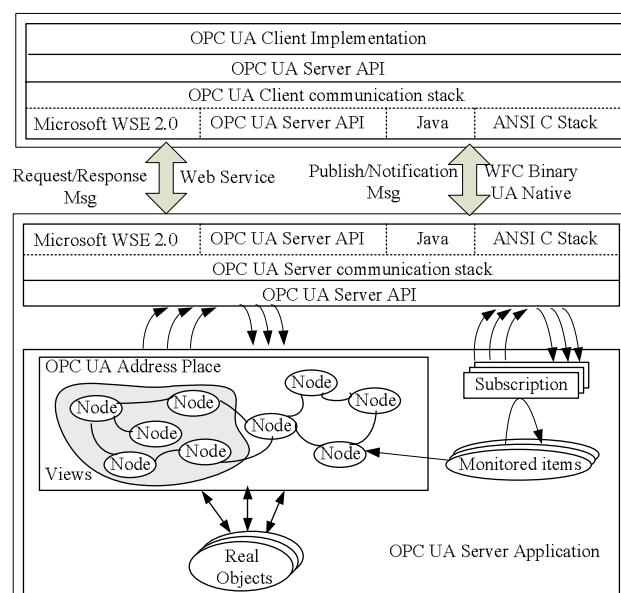 OPC UA Client Implementation
OPC UA Server API
OPC UA Client communication stack
Microsoft WSE 2.0 OPC UA Server API Java ANSI C Stack
Request/Response Msg
Web Service
Publish/Notification Msg
WFC Binary
UA Native
Microsoft WSE 2.0 OPC UA Server API Java ANSI C Stack
OPC UA Server communication stack
OPC UA Server API
OPC UA Address Place
Node
Node
Node
Node
Node
Node
Node
Node
Node
Views
Subscription
Monitored items
Real Objects
OPC UA Server Application